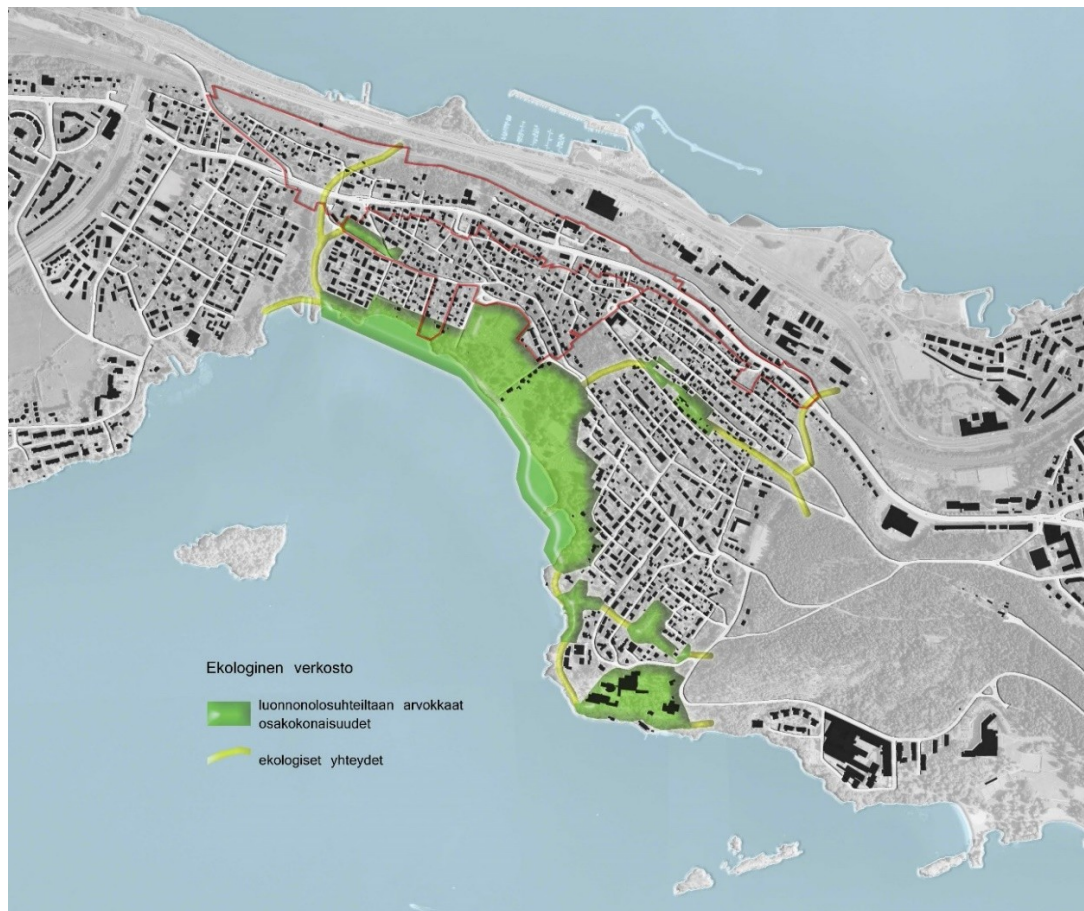 Ekologinen verkosto
luonnonolosuhteiltaan arvokkaat
osakokonaisuudet
ekologiset yhteydet